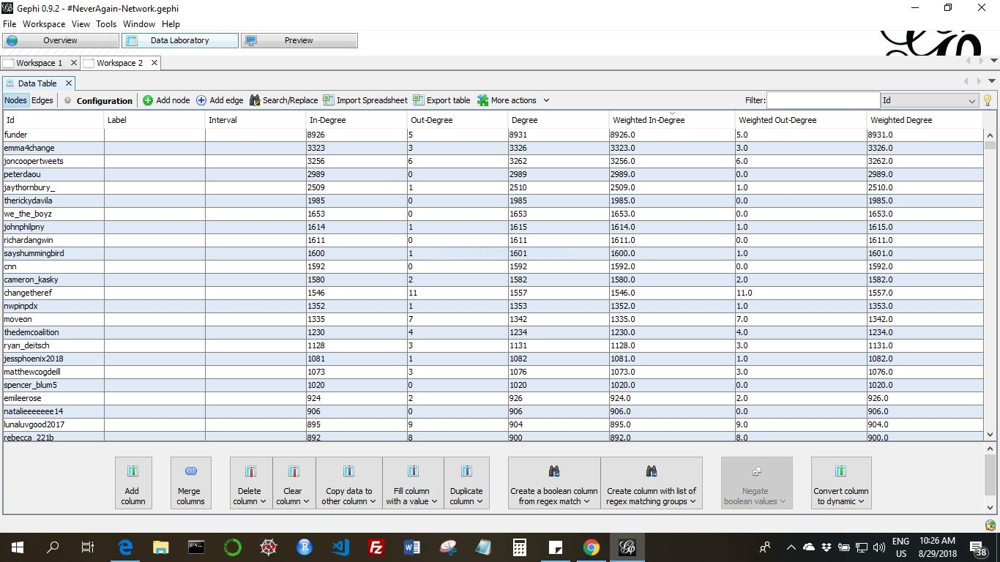 Gephi 0.9.2 - #NeverAgain-Network.gephi
File Workspace View Tools Window Help
Overview Data Laboratory Preview
Workspace 1 Workspace 2
Data Table
Nodes Edges Configuration Add node Add edge Search/Replace Import Spreadsheet Export table More actions Filter: Id
Id Label Interval In-Degree Out-Degree Degree Weighted In-Degree Weighted Out-Degree Weighted Degree
funder 8926 5 8931 8926.0 5.0 8931.0
emma4change 3323 3 3326 3323.0 3.0 3326.0
joncoopertweets 3256 6 3262 3256.0 6.0 3262.0
peterdaou 2989 0 2989 2989.0 0.0 2989.0
jaythornbury_ 2509 1 2510 2509.0 1.0 2510.0
therickydavila 1985 0 1985 1985.0 0.0 1985.0
we_the_boyz 1653 0 1653 1653.0 0.0 1653.0
johnphilpny 1614 1 1615 1614.0 1.0 1615.0
richardangwin 1611 0 1611 1611.0 0.0 1611.0
sayshummingbird 1600 1 1601 1600.0 1.0 1601.0
cnn 1592 0 1592 1592.0 0.0 1592.0
cameron_kasky 1580 2 1582 1580.0 2.0 1582.0
changetheref 1546 11 1557 1546.0 11.0 1557.0
nwpinpdx 1352 1 1353 1352.0 1.0 1353.0
moveon 1335 7 1342 1335.0 7.0 1342.0
thedemcoalition 1230 4 1234 1230.0 4.0 1234.0
ryan_deitsch 1128 3 1131 1128.0 3.0 1131.0
jessphoenix2018 1081 1 1082 1081.0 1.0 1082.0
matthewcogdeill 1073 3 1076 1073.0 3.0 1076.0
spencer_blum5 1020 0 1020 1020.0 0.0 1020.0
emileerose 924 2 926 924.0 2.0 926.0
natalieeeeeee14 906 0 906 906.0 0.0 906.0
lunaluvgood2017 895 9 904 895.0 9.0 904.0
rebecca_221b 892 8 900 892.0 8.0 900.0
Add column
Merge columns
Delete column
Clear column
Copy data to other column
Fill column with a value
Duplicate column
Create a boolean column from regex match
Create column with list of regex matching groups
Negate boolean values
Convert column to dynamic
ENG 10:26 AM
US 8/29/2018 38